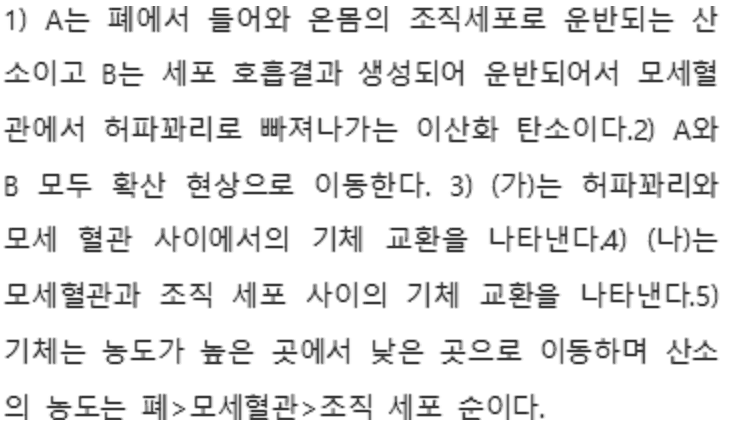 1) A는 폐에서 들어와 온몸의 조직세포로 운반되는 산
소이고 B는 세포 호흡결과 생성되어 운반되어서 모세혈
관에서 허파꽈리로 빠져나가는 이산화 탄소이다.2) A와
B 모두 확산 현상으로 이동한다. 3) (가)는 허파꽈리와
모세 혈관 사이에서의 기체 교환을 나타낸다.4) (나)는
모세혈관과 조직 세포 사이의 기체 교환을 나타낸다.5)
기체는 농도가 높은 곳에서 낮은 곳으로 이동하며 산소
의 농도는 폐>모세혈관>조직 세포 순이다.